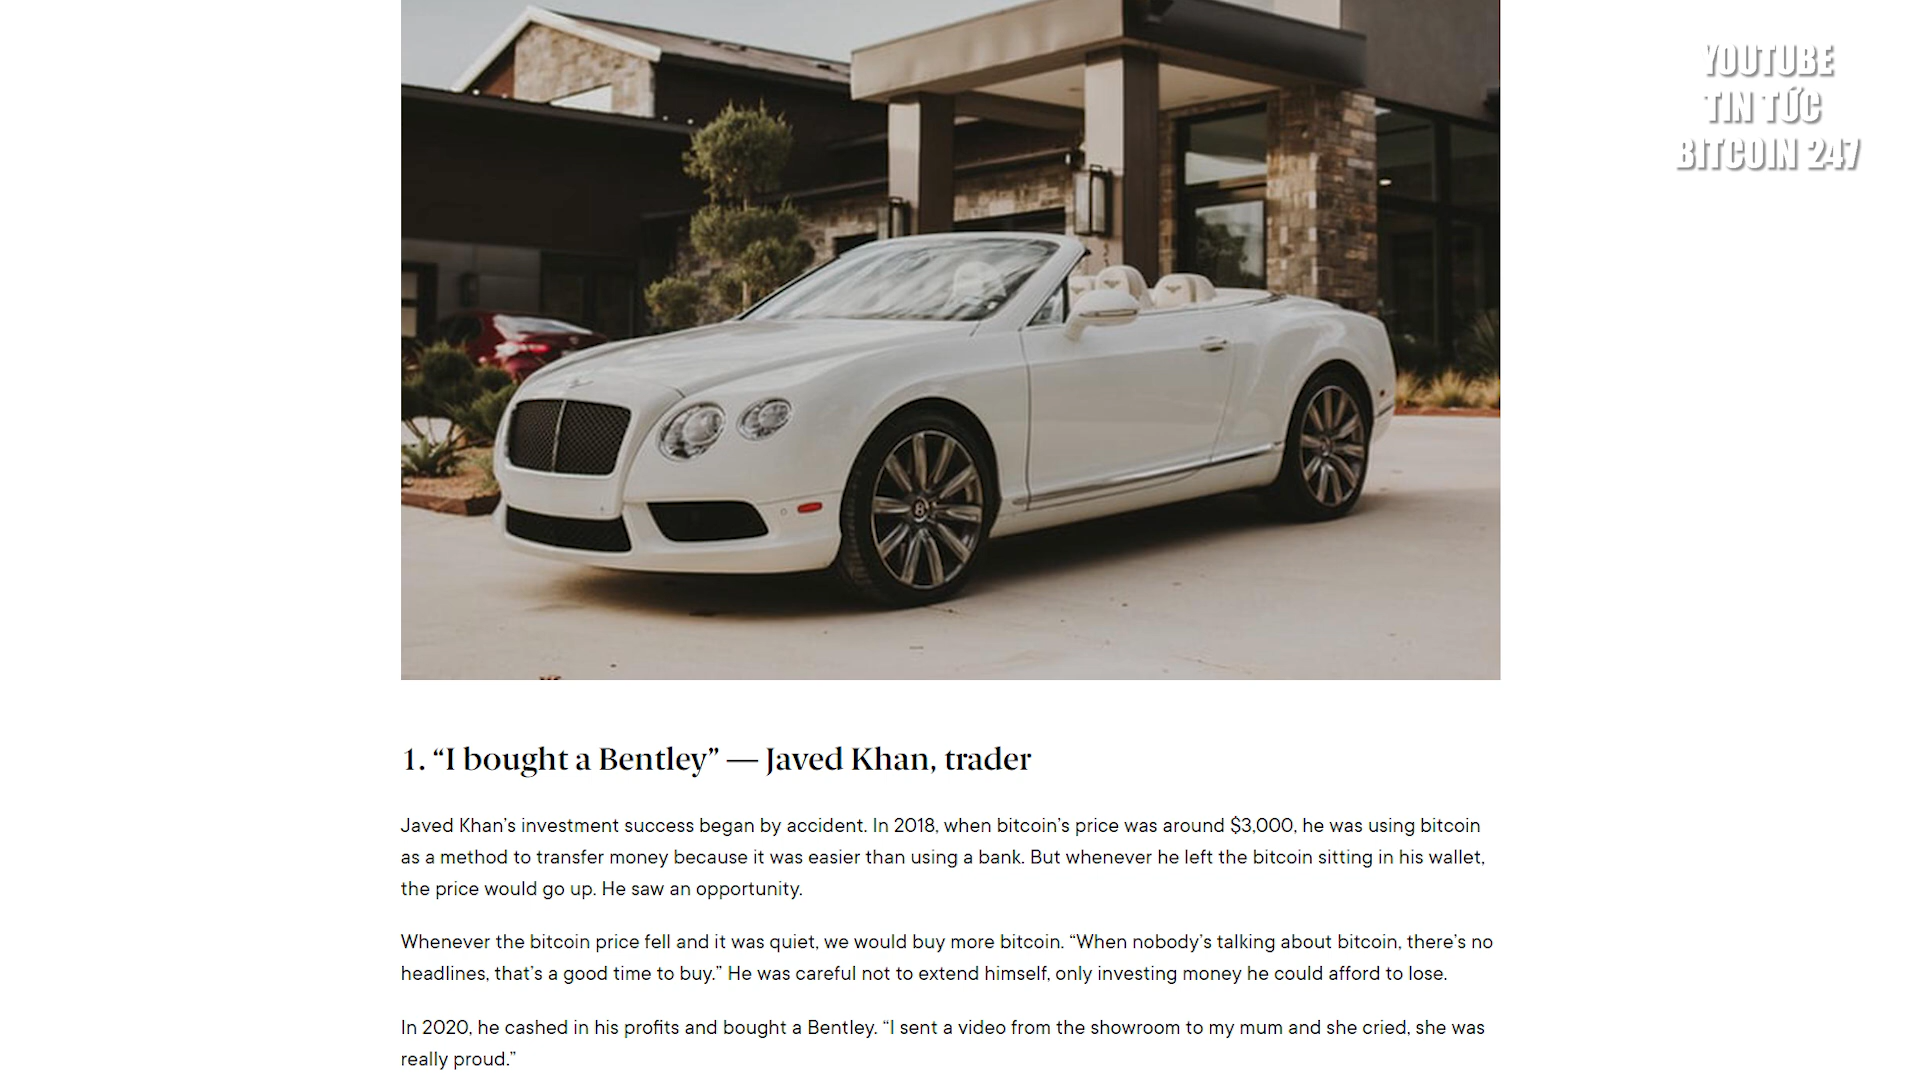 YOUTUBE
TIN TỨC
BITCOIN 247
1. “I bought a Bentley” — Javed Khan, trader
Javed Khan’s investment success began by accident. In 2018, when bitcoin’s price was around $3,000, he was using bitcoin
as a method to transfer money because it was easier than using a bank. But whenever he left the bitcoin sitting in his wallet,
the price would go up. He saw an opportunity.
Whenever the bitcoin price fell and it was quiet, we would buy more bitcoin. “When nobody’s talking about bitcoin, there’s no
headlines, that’s a good time to buy.” He was careful not to extend himself, only investing money he could afford to lose.
In 2020, he cashed in his profits and bought a Bentley. “I sent a video from the showroom to my mum and she cried, she was
really proud.”